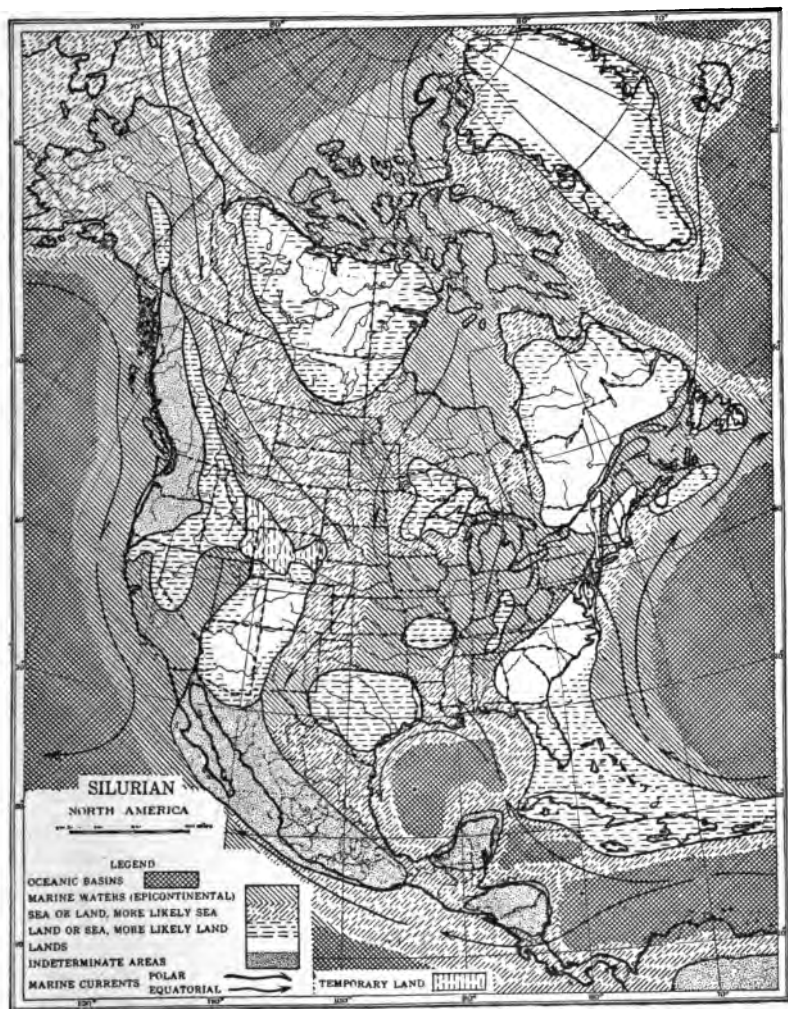 SILURIAN
NORTH AMERICA
LEGEND
OCEANIC BASINS
MARINE WATERS (EPICONTINENTAL)
SEA OR LAND, MORE LIKELY SEA
LAND OR SEA, MORE LIKELY LAND
LANDS
INDETERMINATE AREAS
MARINE CURRENTS POLAR
EQUATORIAL
TEMPORARY LAND